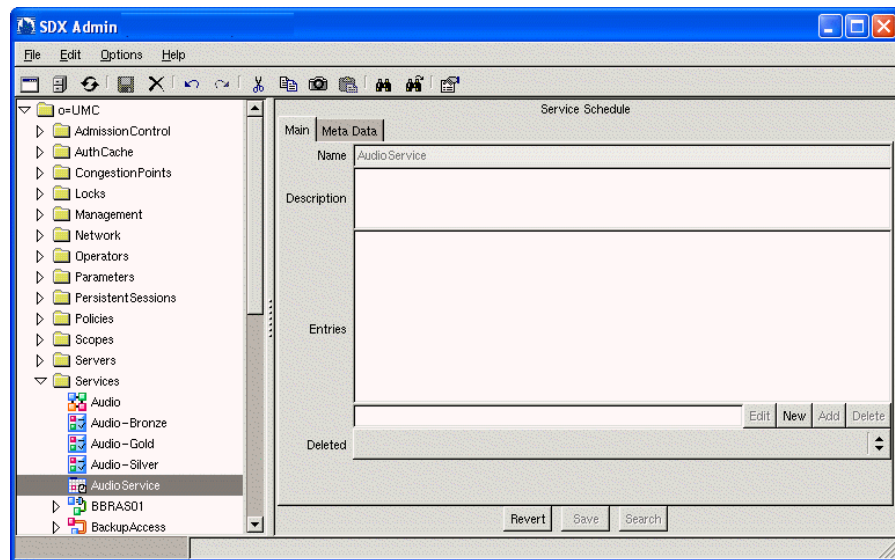 SDX Admin
File Edit Options Help
o=UMC
AdmissionControl
AuthCache
CongestionPoints
Locks
Management
Network
Operators
Parameters
PersistentSessions
Policies
Scopes
Servers
Services
Audio
Audio-Bronze
Audio-Gold
Audio-Silver
AudioService
BBRAS01
BackupAccess
Service Schedule
Main Meta Data
Name AudioService
Description
Entries
Edit New Add Delete
Deleted
Revert Save Search